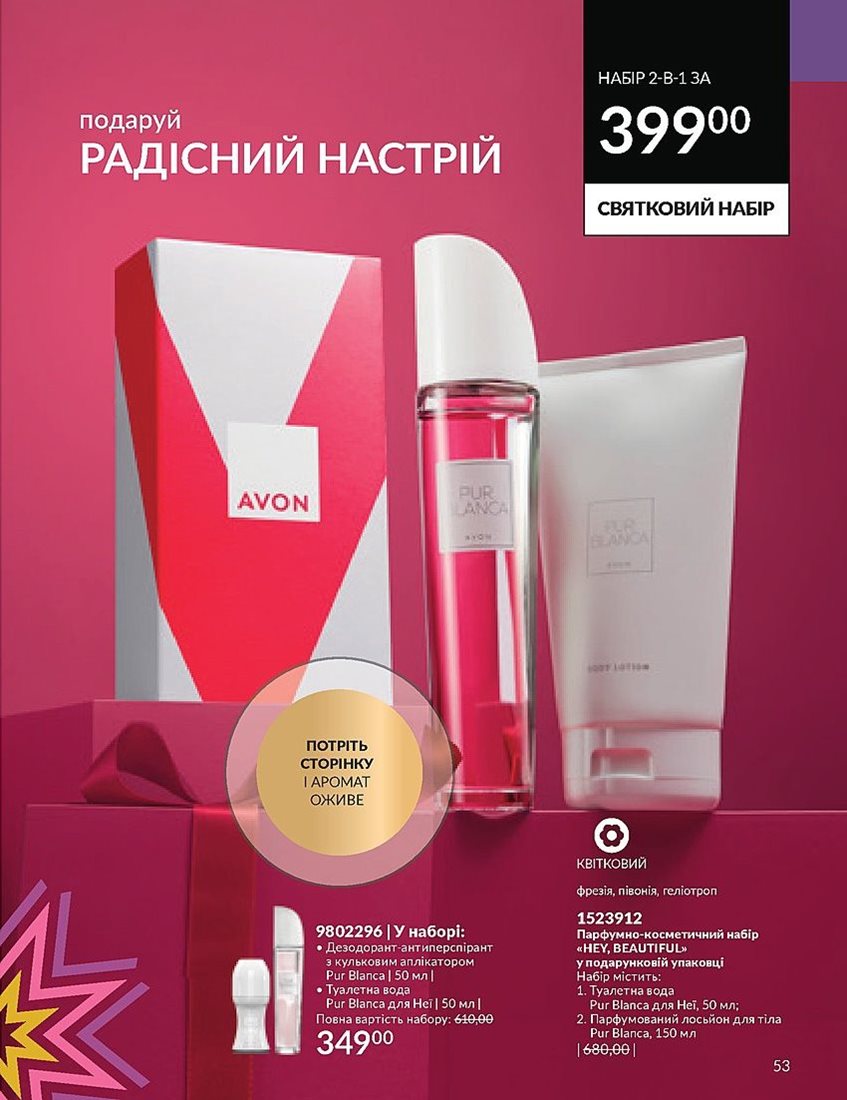 НАБІР 2-В-1 ЗА
399⁰⁰
СВЯТКОВИЙ НАБІР
подаруй
РАДІСНИЙ НАСТРІЙ
AVON
PUR
BLANCA
AVON
PUR
BLANCA
AVON
BODY LOTION
ПОТРІТЬ
СТОРІНКУ
І АРОМАТ
ОЖИВЕ
КВІТКОВИЙ
фрезія, півонія, геліотроп
9802296 | У наборі:
• Дезодорант-антиперспірант
з кульковим аплікатором
Pur Blanca | 50 мл |
• Туалетна вода
Pur Blanca для Неї | 50 мл |
Повна вартість набору: 610,00
349⁰⁰
1523912
Парфумно-косметичний набір
«HEY, BEAUTIFUL»
у подарунковій упаковці
Набір містить:
1. Туалетна вода
Pur Blanca для Неї, 50 мл;
2. Парфумований лосьйон для тіла
Pur Blanca, 150 мл
| 680,00 |
53